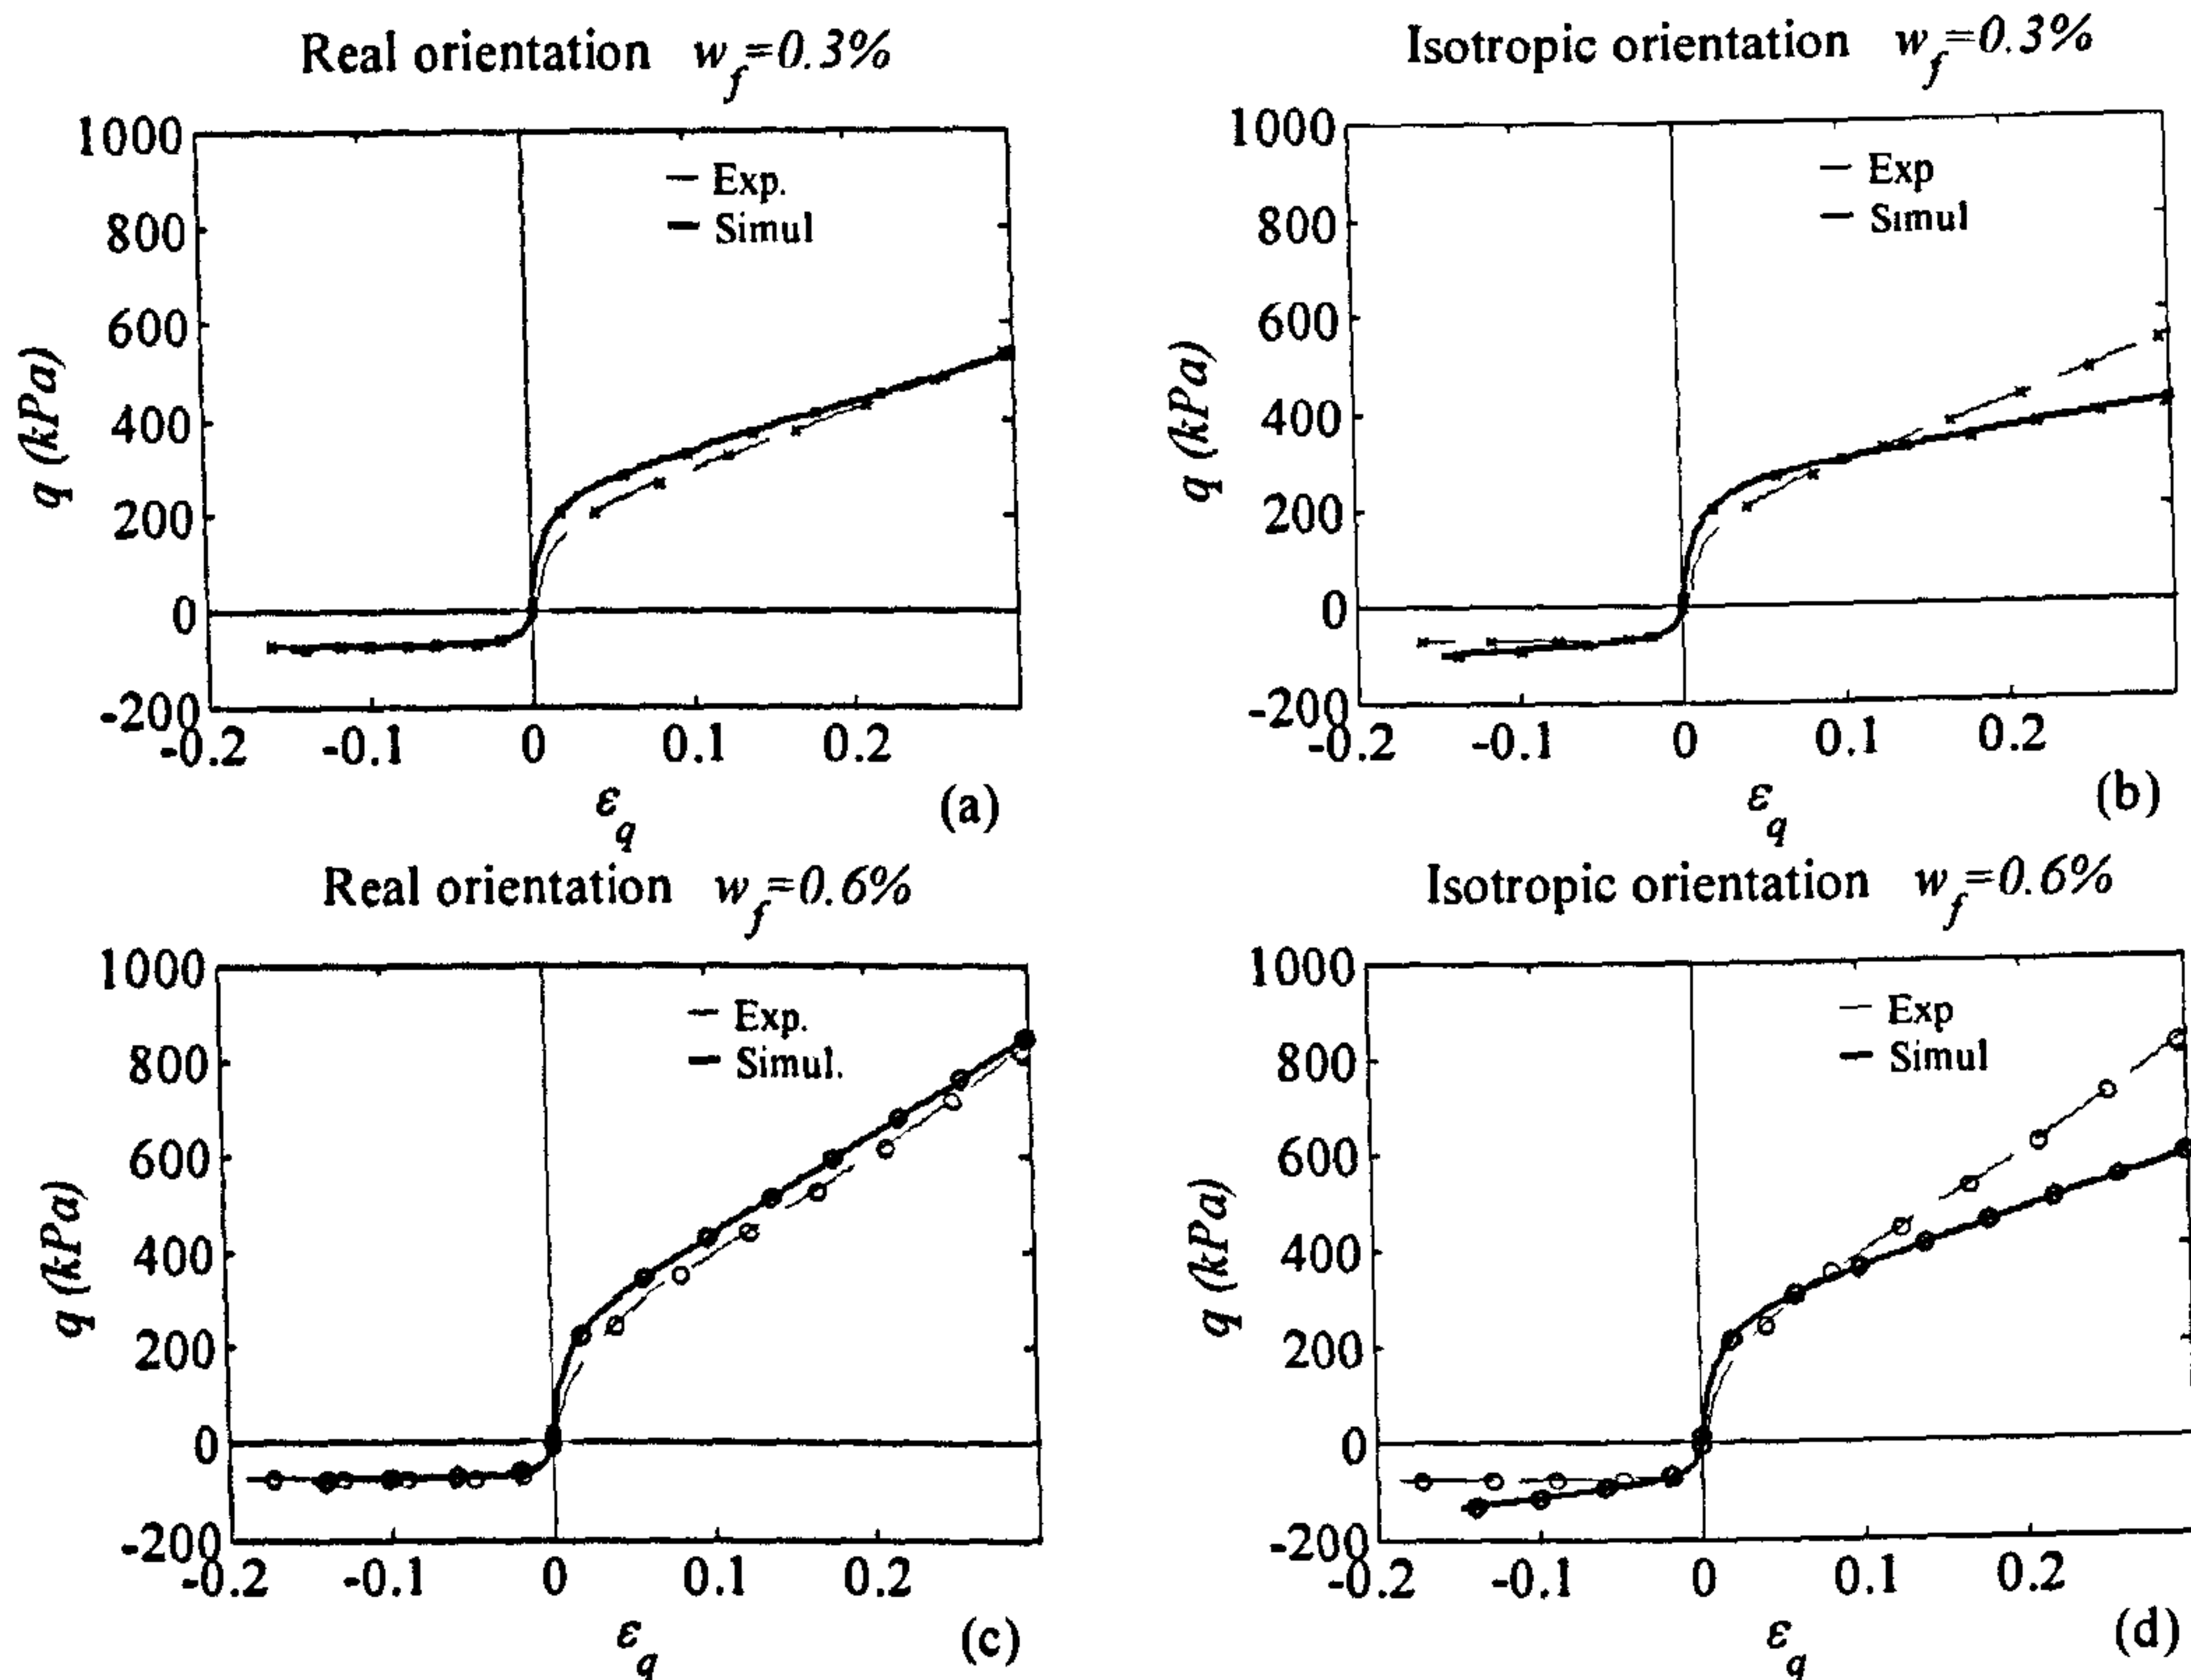 Real orientation w_f=0.3%
1000
800
600
400
200
0
-200
q (kPa)
Exp.
Simul
-0.2 -0.1 0 0.1 0.2
ε_q
(a)
Isotropic orientation w_f=0.3%
1000
800
600
400
200
0
-200
q (kPa)
Exp
Simul
-0.2 -0.1 0 0.1 0.2
ε_q
(b)
Real orientation w_f=0.6%
1000
800
600
400
200
0
-200
q (kPa)
Exp.
Simul.
-0.2 -0.1 0 0.1 0.2
ε_q
(c)
Isotropic orientation w_f=0.6%
1000
800
600
400
200
0
-200
q (kPa)
Exp
Simul
-0.2 -0.1 0 0.1 0.2
ε_q
(d)